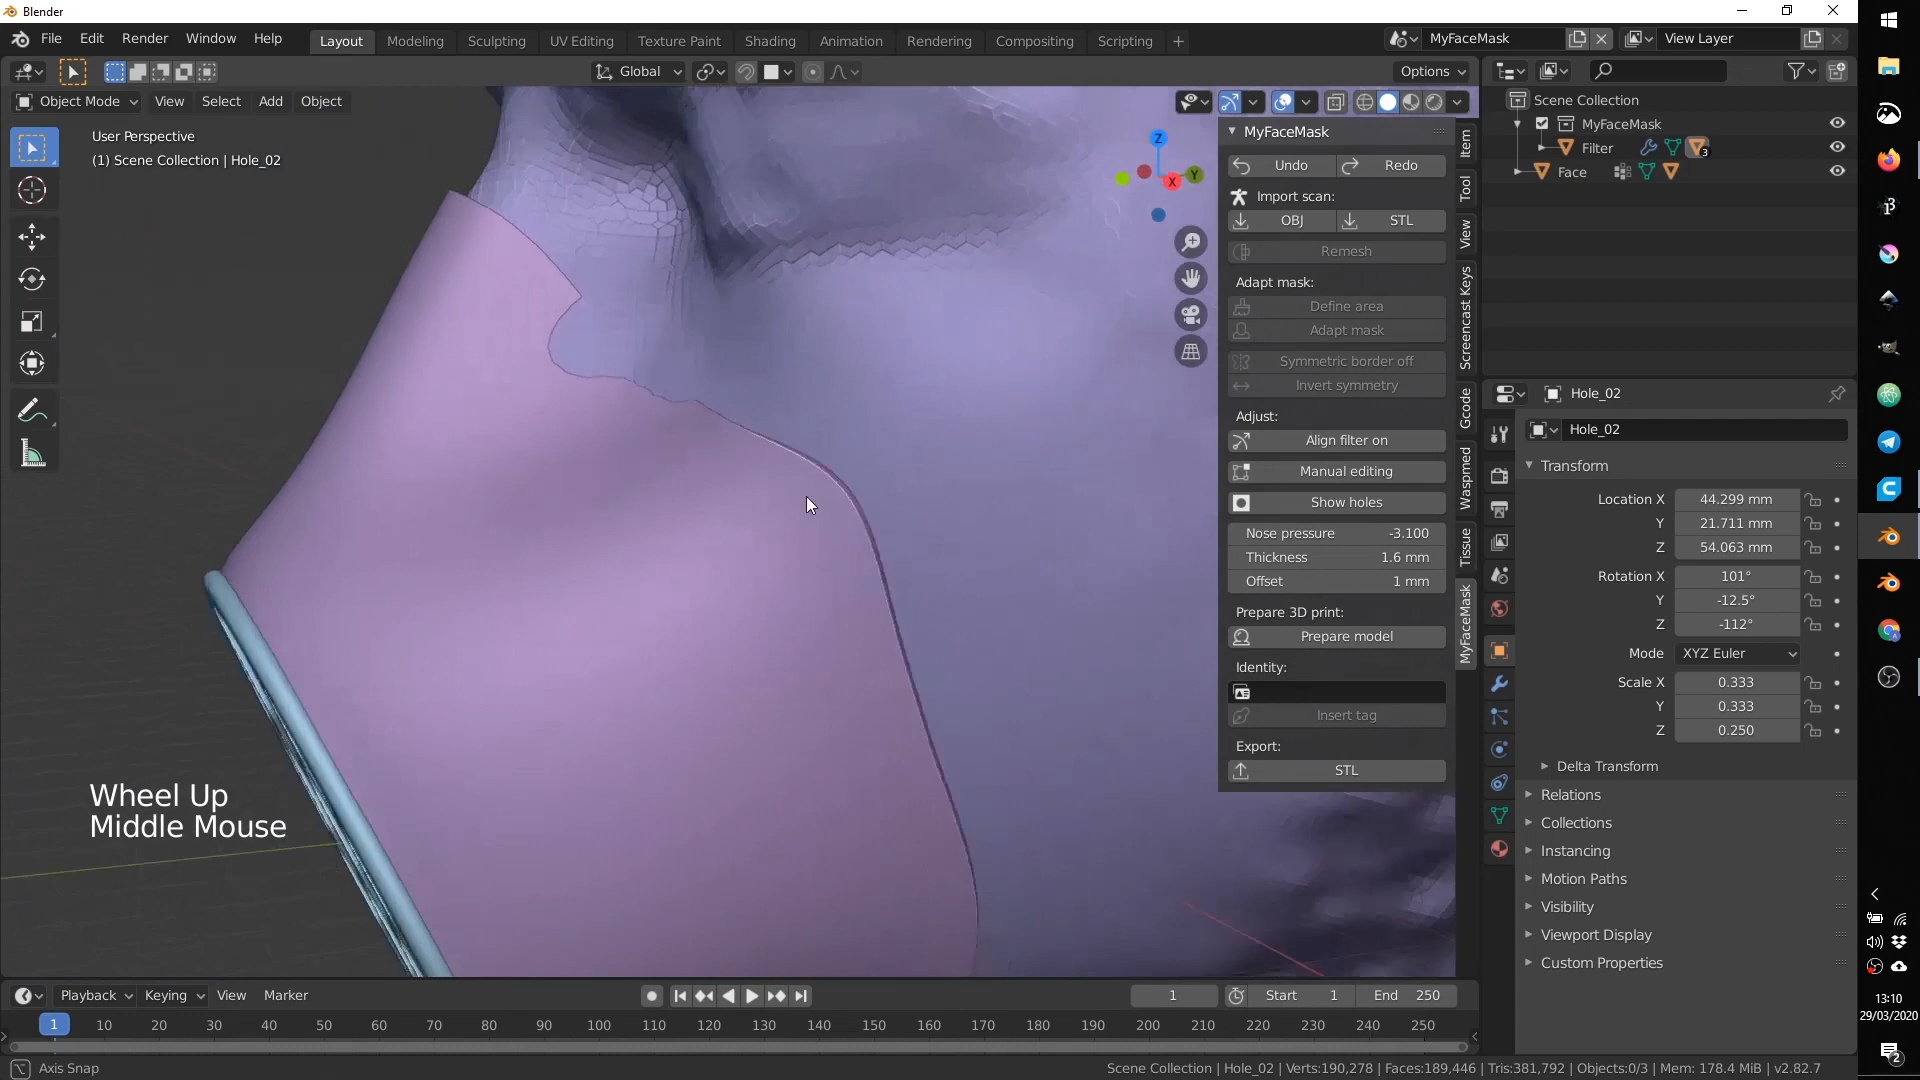 Blender
File Edit Render Window Help
Layout Modeling Sculpting UV Editing Texture Paint Shading Animation Rendering Compositing Scripting +
MyFaceMask View Layer
Global Options
Object Mode View Select Add Object
User Perspective
(1) Scene Collection | Hole_02
Z
Y
X
MyFaceMask
Undo Redo
Import scan:
OBJ STL
Remesh
Adapt mask:
Define area
Adapt mask
Symmetric border off
Invert symmetry
Adjust:
Align filter on
Manual editing
Show holes
Nose pressure -3.100
Thickness 1.6 mm
Offset 1 mm
Prepare 3D print:
Prepare model
Identity:
Insert tag
Export:
STL
Item
Tool
View
Screencast Keys
Gcode
Waspmed
Tissue
MyFaceMask
Scene Collection
MyFaceMask
Filter 3
Face
Hole_02
Hole_02
Transform
Location X 44.299 mm
Y 21.711 mm
Z 54.063 mm
Rotation X 101°
Y -12.5°
Z -112°
Mode XYZ Euler
Scale X 0.333
Y 0.333
Z 0.250
Delta Transform
Relations
Collections
Instancing
Motion Paths
Visibility
Viewport Display
Custom Properties
Wheel Up
Middle Mouse
Playback Keying View Marker
1 Start 1 End 250
1 10 20 30 40 50 60 70 80 90 100 110 120 130 140 150 160 170 180 190 200 210 220 230 240 250
Axis Snap
Scene Collection | Hole_02 | Verts:190,278 | Faces:189,446 | Tris:381,792 | Objects:0/3 | Mem: 178.4 MiB | v2.82.7
13:10
29/03/2020
2